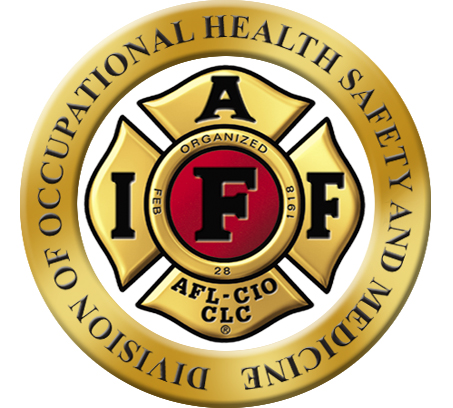 DIVISION OF OCCUPATIONAL HEALTH SAFETY AND MEDICINE
A
I F F
ORGANIZED
FEB 1918
28
AFL-CIO
CLC
®